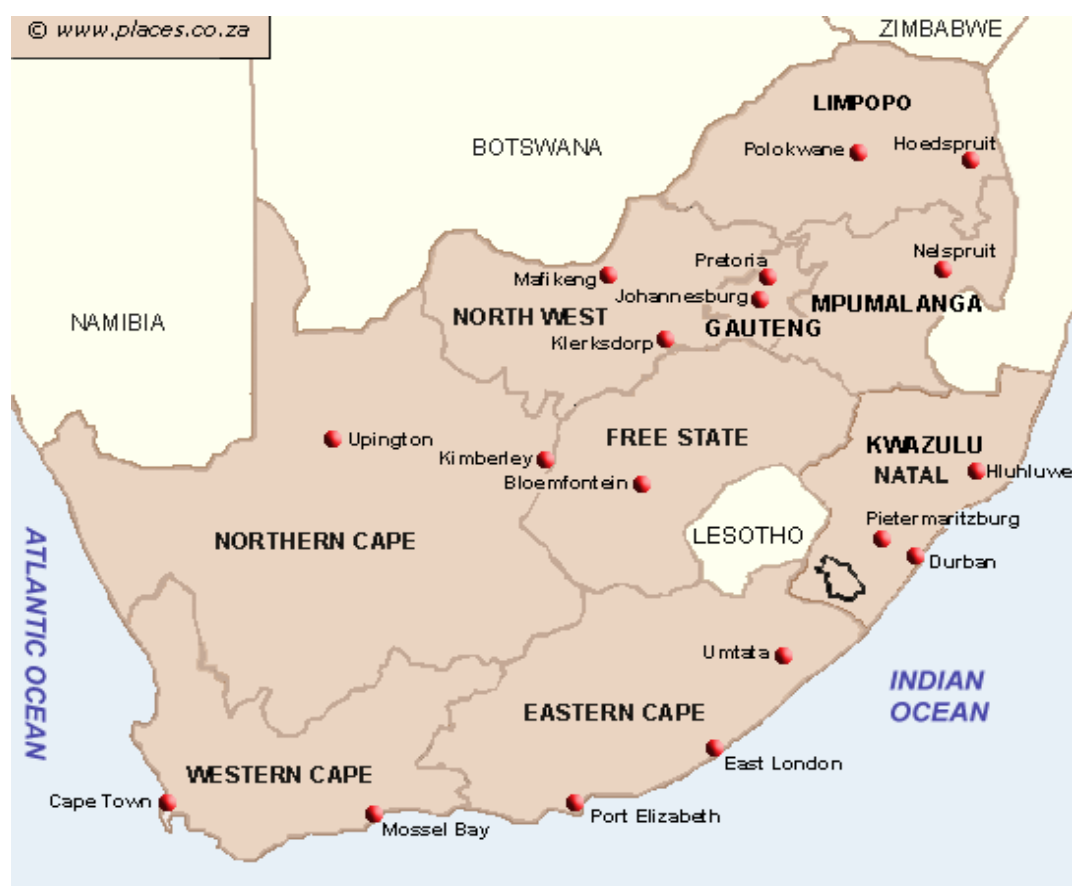 © www.places.co.za
ZIMBABWE
LIMPOPO
BOTSWANA
Polokwane
Hoedspruit
Pretoria
Nelspruit
Mafikeng
Johannesburg
MPUMALANGA
NAMIBIA
NORTH WEST
GAUTENG
Klerksdorp
Upington
FREE STATE
KWAZULU
NATAL
Kimberley
Hluhluwe
Bloemfontein
Pietermaritzburg
LESOTHO
NORTHERN CAPE
Durban
ATLANTIC OCEAN
Umtata
INDIAN
OCEAN
EASTERN CAPE
East London
WESTERN CAPE
Cape Town
Mossel Bay
Port Elizabeth